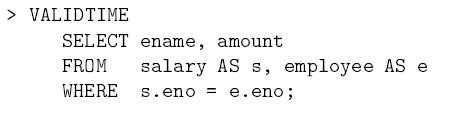 > VALIDTIME
SELECT ename, amount
FROM salary AS s, employee AS e
WHERE s.eno = e.eno;